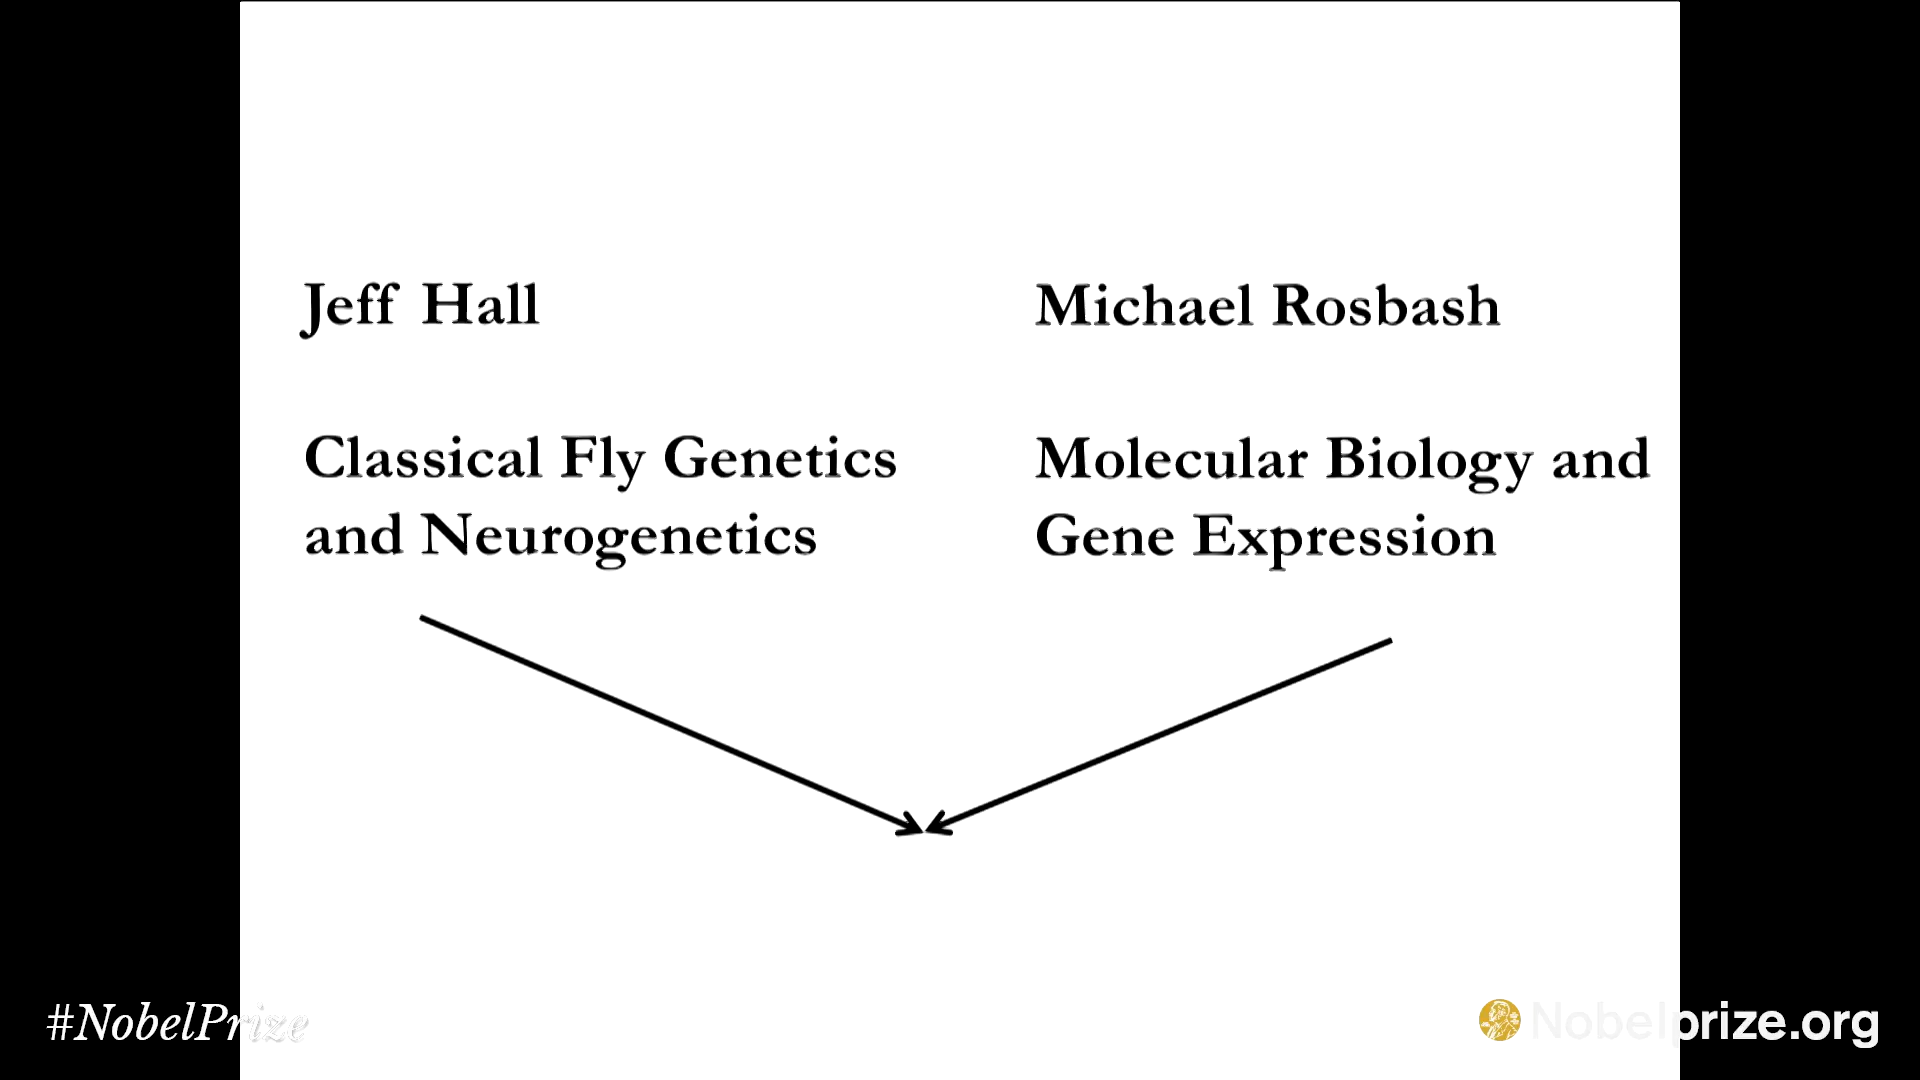 Jeff Hall
Michael Rosbash
Classical Fly Genetics
and Neurogenetics
Molecular Biology and
Gene Expression
#NobelPrize
Nobelprize.org